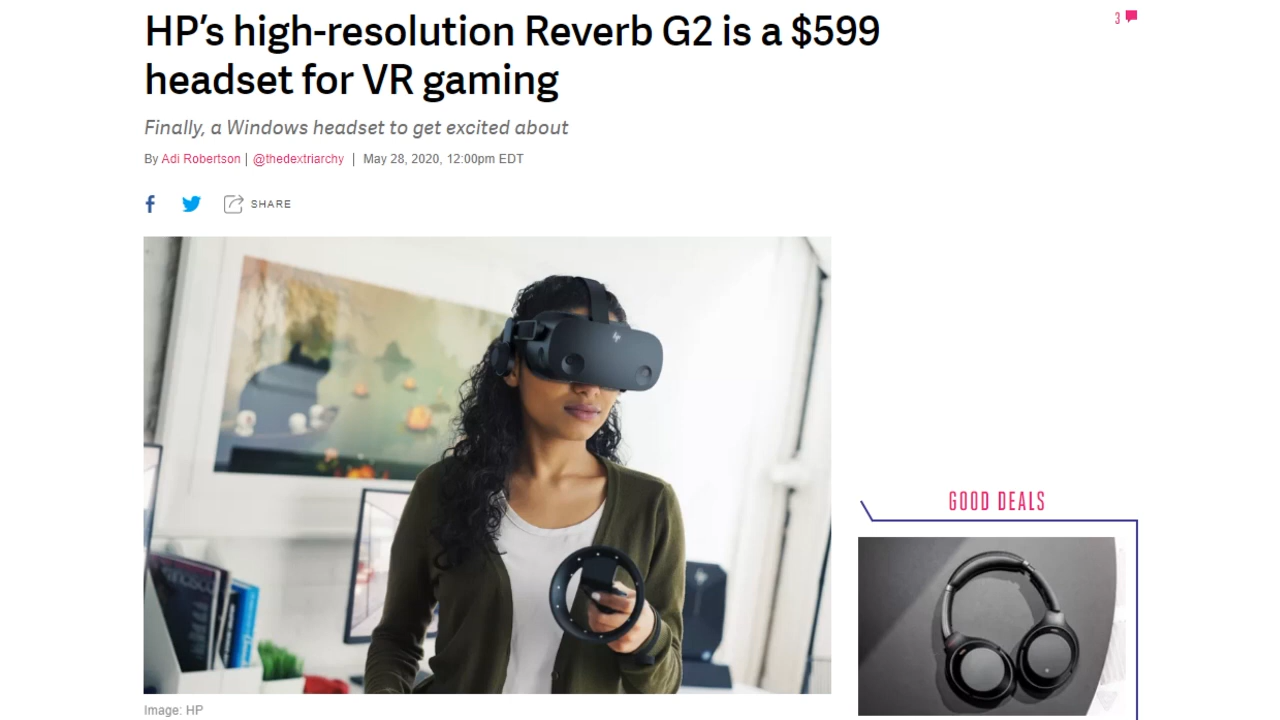 HP’s high-resolution Reverb G2 is a $599
headset for VR gaming
3
Finally, a Windows headset to get excited about
By Adi Robertson | @thedextriarchy | May 28, 2020, 12:00pm EDT
SHARE
hp
GOOD DEALS
Image: HP